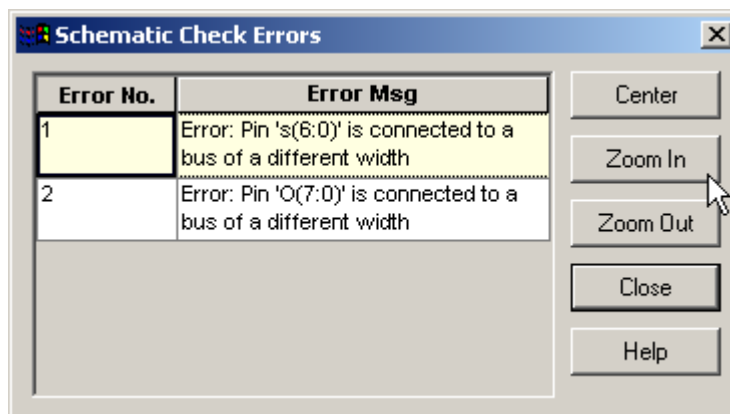 Schematic Check Errors
Error No.
Error Msg
1
Error: Pin 's(6:0)' is connected to a
bus of a different width
2
Error: Pin 'O(7:0)' is connected to a
bus of a different width
Center
Zoom In
Zoom Out
Close
Help